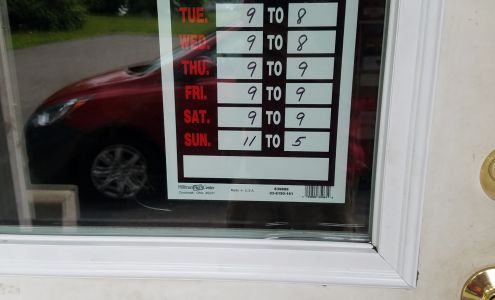 TUE. 9 TO 8
WED. 9 TO 8
THU. 9 TO 9
FRI. 9 TO 9
SAT. 9 TO 9
SUN. 11 TO 5
Made in U.S.A.
839888